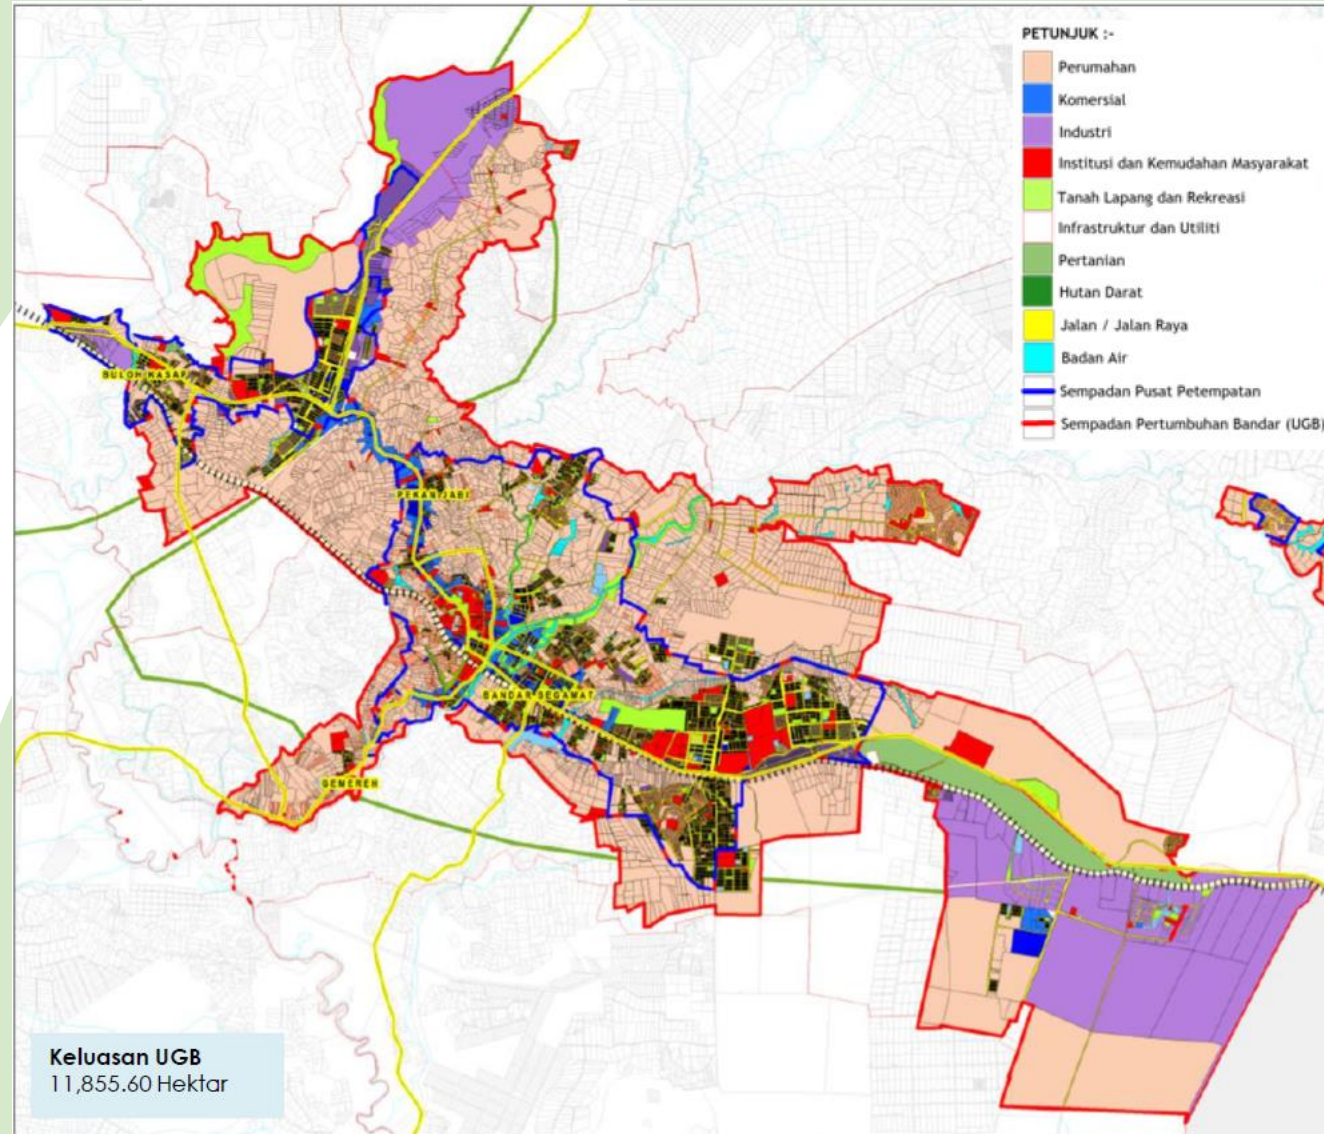 PETUNJUK :-
Perumahan
Komersial
Industri
Institusi dan Kemudahan Masyarakat
Tanah Lapang dan Rekreasi
Infrastruktur dan Utiliti
Pertanian
Hutan Darat
Jalan / Jalan Raya
Badan Air
Sempadan Pusat Petempatan
Sempadan Pertumbuhan Bandar (UGB)
BULOH KASAP
PEKAN JABI
BANDAR SEGAMAT
GEMEREH
Keluasan UGB
11,855.60 Hektar